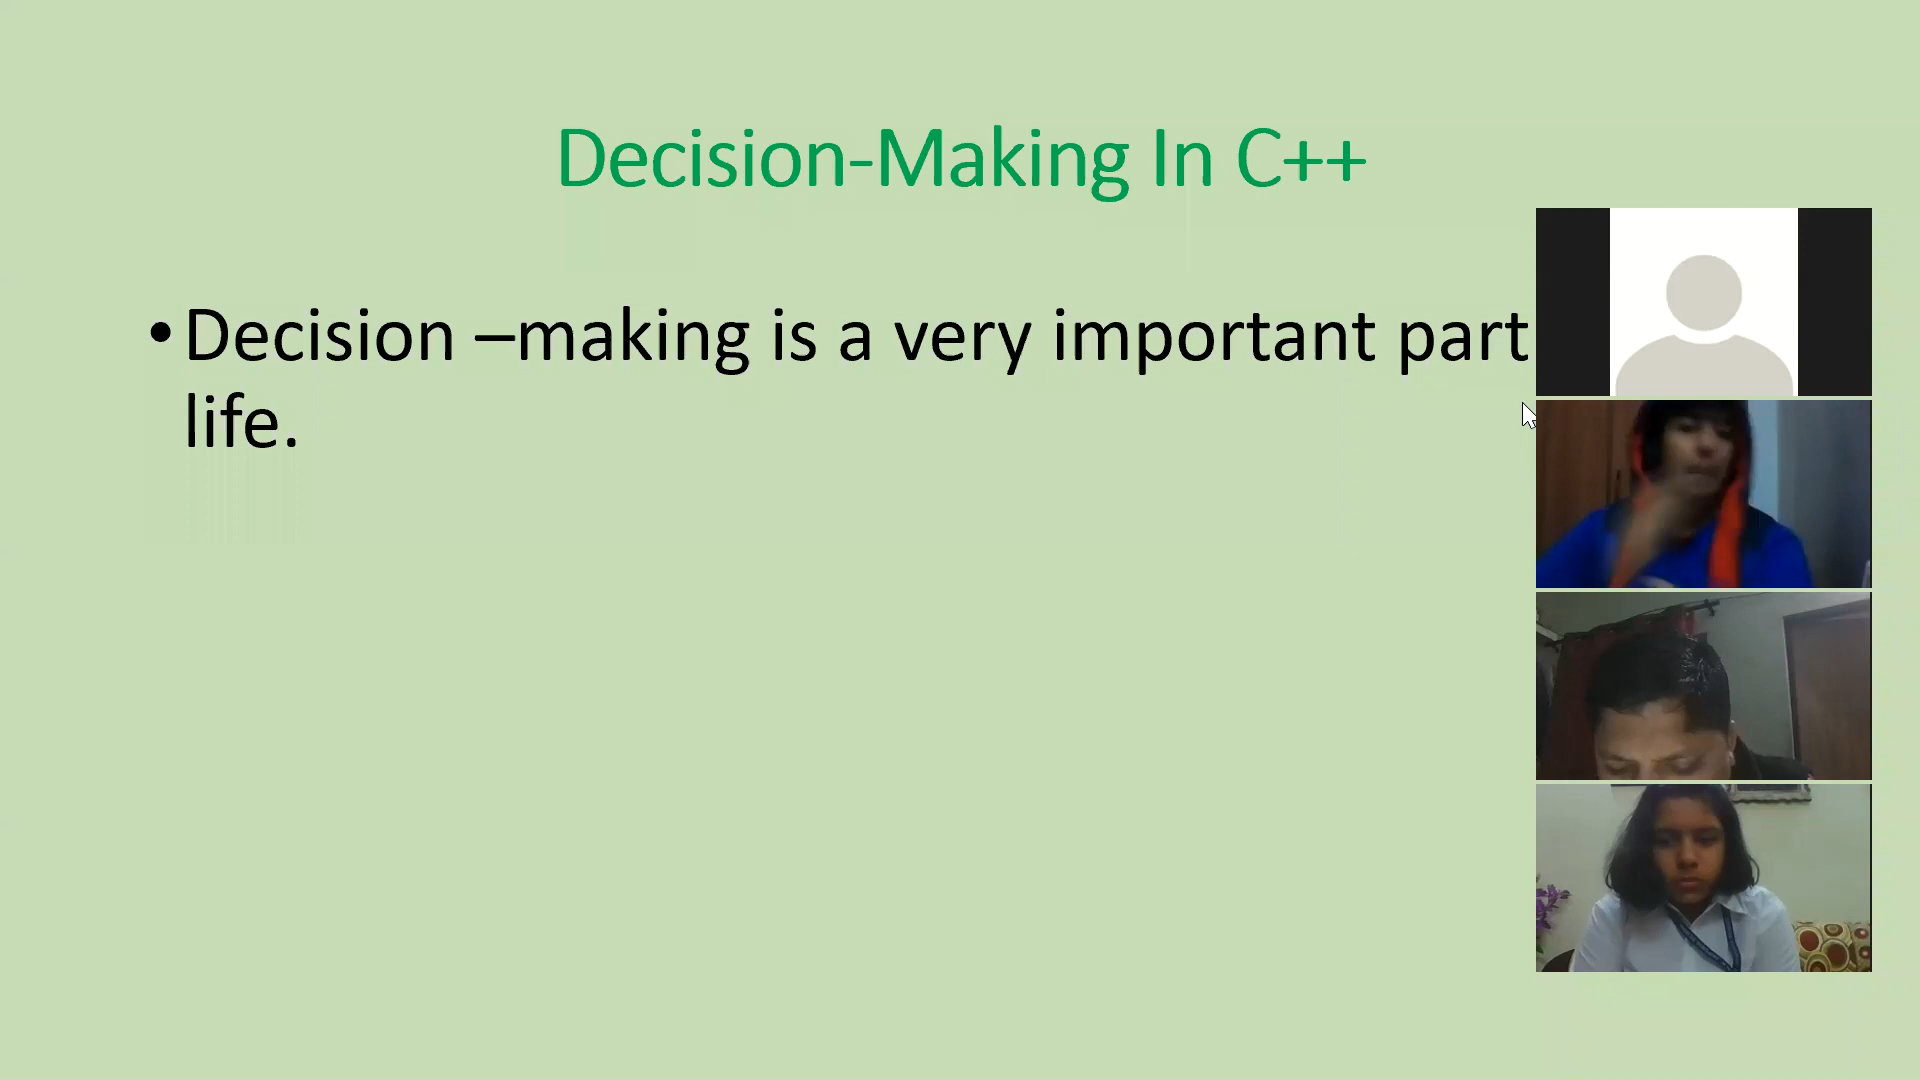 Decision-Making In C++
• Decision –making is a very important part
life.